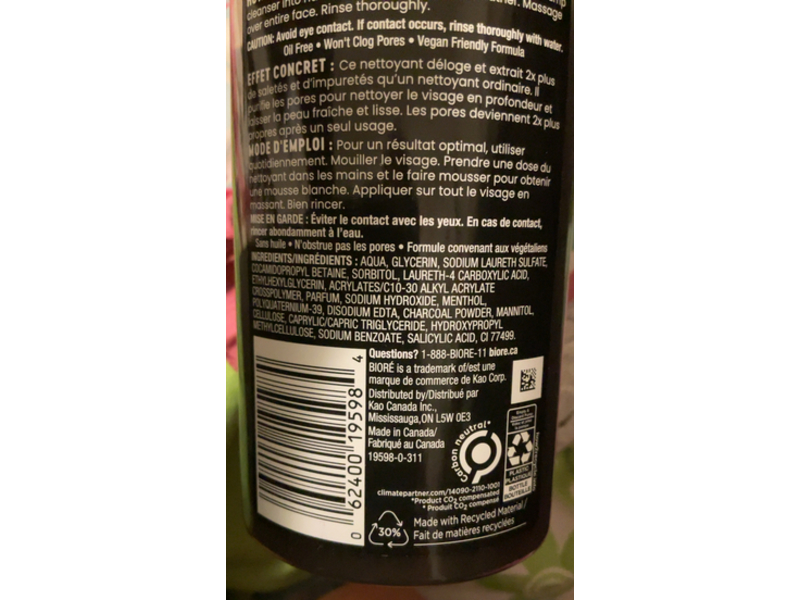 cleanser into
Massage
over entire face. Rinse thoroughly.
CAUTION: Avoid eye contact. If contact occurs, rinse thoroughly with water.
Oil Free • Won't Clog Pores • Vegan Friendly Formula
EFFET CONCRET : Ce nettoyant déloge et extrait 2x plus
de saletés et d'impuretés qu'un nettoyant ordinaire. Il
purifie les pores pour nettoyer le visage en profondeur et
laisser la peau fraîche et lisse. Les pores deviennent 2x plus
propres après un seul usage.
MODE D'EMPLOI : Pour un résultat optimal, utiliser
quotidiennement. Mouiller le visage. Prendre une dose du
nettoyant dans les mains et le faire mousser pour obtenir
une mousse blanche. Appliquer sur tout le visage en
massant. Bien rincer.
MISE EN GARDE : Éviter le contact avec les yeux. En cas de contact,
rincer abondamment à l'eau.
Sans huile • N'obstrue pas les pores • Formule convenant aux végétaliens
INGREDIENTS/INGRÉDIENTS : AQUA, GLYCERIN, SODIUM LAURETH SULFATE,
COCAMIDOPROPYL BETAINE, SORBITOL, LAURETH-4 CARBOXYLIC ACID,
ETHYLHEXYLGLYCERIN, ACRYLATES/C10-30 ALKYL ACRYLATE
CROSSPOLYMER, PARFUM, SODIUM HYDROXIDE, MENTHOL,
POLYQUATERNIUM-39, DISODIUM EDTA, CHARCOAL POWDER, MANNITOL,
CELLULOSE, CAPRYLIC/CAPRIC TRIGLYCERIDE, HYDROXYPROPYL
METHYLCELLULOSE, SODIUM BENZOATE, SALICYLIC ACID, CI 77499.
Questions? 1-888-BIORE-11 biore.ca
BIORÉ is a trademark of/est une
marque de commerce de Kao Corp.
Distributed by/Distribué par
Kao Canada Inc.,
Mississauga, ON L5W 0E3
Made in Canada/
Fabriqué au Canada
19598-0-311
0 62400 19598 4
Carbon neutral*
PLASTIC
PLASTIQUE
BOTTLE
BOUTEILLE
climatepartner.com/14090-2110-1001
*Product CO₂ compensated
* Produit CO₂ compensé
30%
Made with Recycled Material /
Fait de matières recyclées